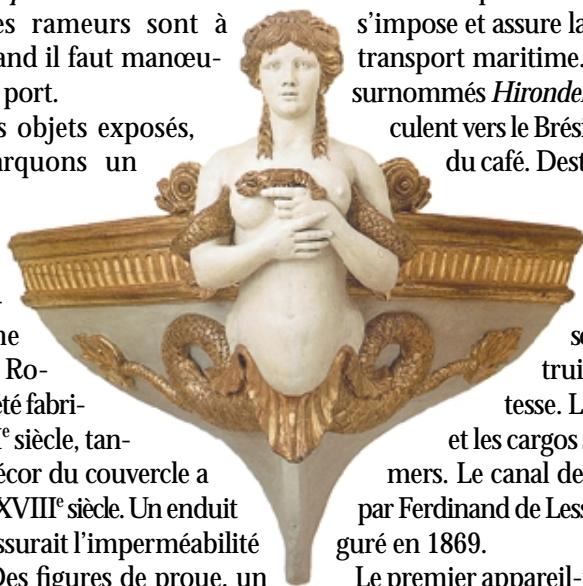 es rameurs sont à
and il faut manœu-
port.
s objets exposés,
arquons un
ne
Ro-
été fabri-
e siècle, tan-
écor du couvercle a
XVIIIe siècle. Un enduit
ssurait l'imperméabilité
Des figures de proue, un
s'impose et assure la
transport maritime.
surnommés Hirondel
culent vers le Brési
du café. Dest
se
trui
tesse. L
et les cargos
mers. Le canal de
par Ferdinand de Less
guré en 1869.
Le premier appareil-